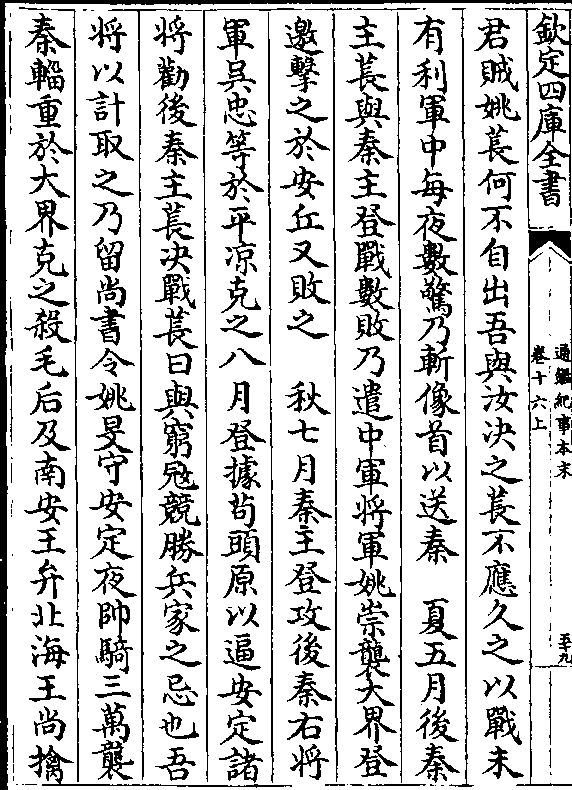 欽定四庫全書
通鑑紀事本末
卷十六上
五十九
君賊姚萇何不自出吾與汝决之萇不應久之以戰未
有利軍中每夜數驚乃斬像首以送秦　夏五月後秦
主萇與秦主登戰數敗乃遣中軍將軍姚崇襲大界登
邀擊之於安丘又敗之　秋七月秦主登攻後秦右將
軍吳忠等於平凉克之八月登據苟頭原以逼安定諸
將勸後秦主萇决戰萇曰與窮冦競勝兵家之忌也吾
將以計取之乃留尚書令姚旻守安定夜帥騎三萬襲
秦輜重於大界克之殺毛后及南安王弁北海王尚擒